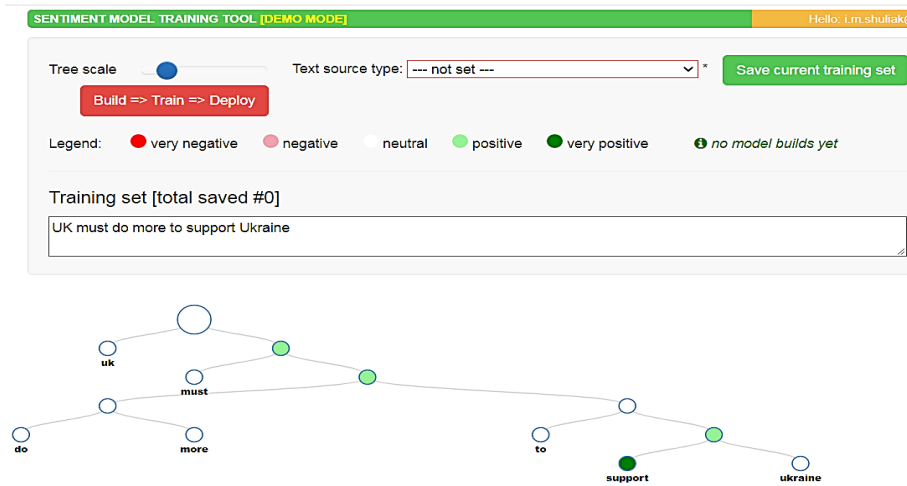 SENTIMENT MODEL TRAINING TOOL [DEMO MODE] Hello: i.m.shuliak@
Tree scale Text source type: --- not set --- * Save current training set
Build => Train => Deploy
Legend: very negative negative neutral positive very positive no model builds yet
Training set [total saved #0]
UK must do more to support Ukraine
uk
must
do more to
support ukraine